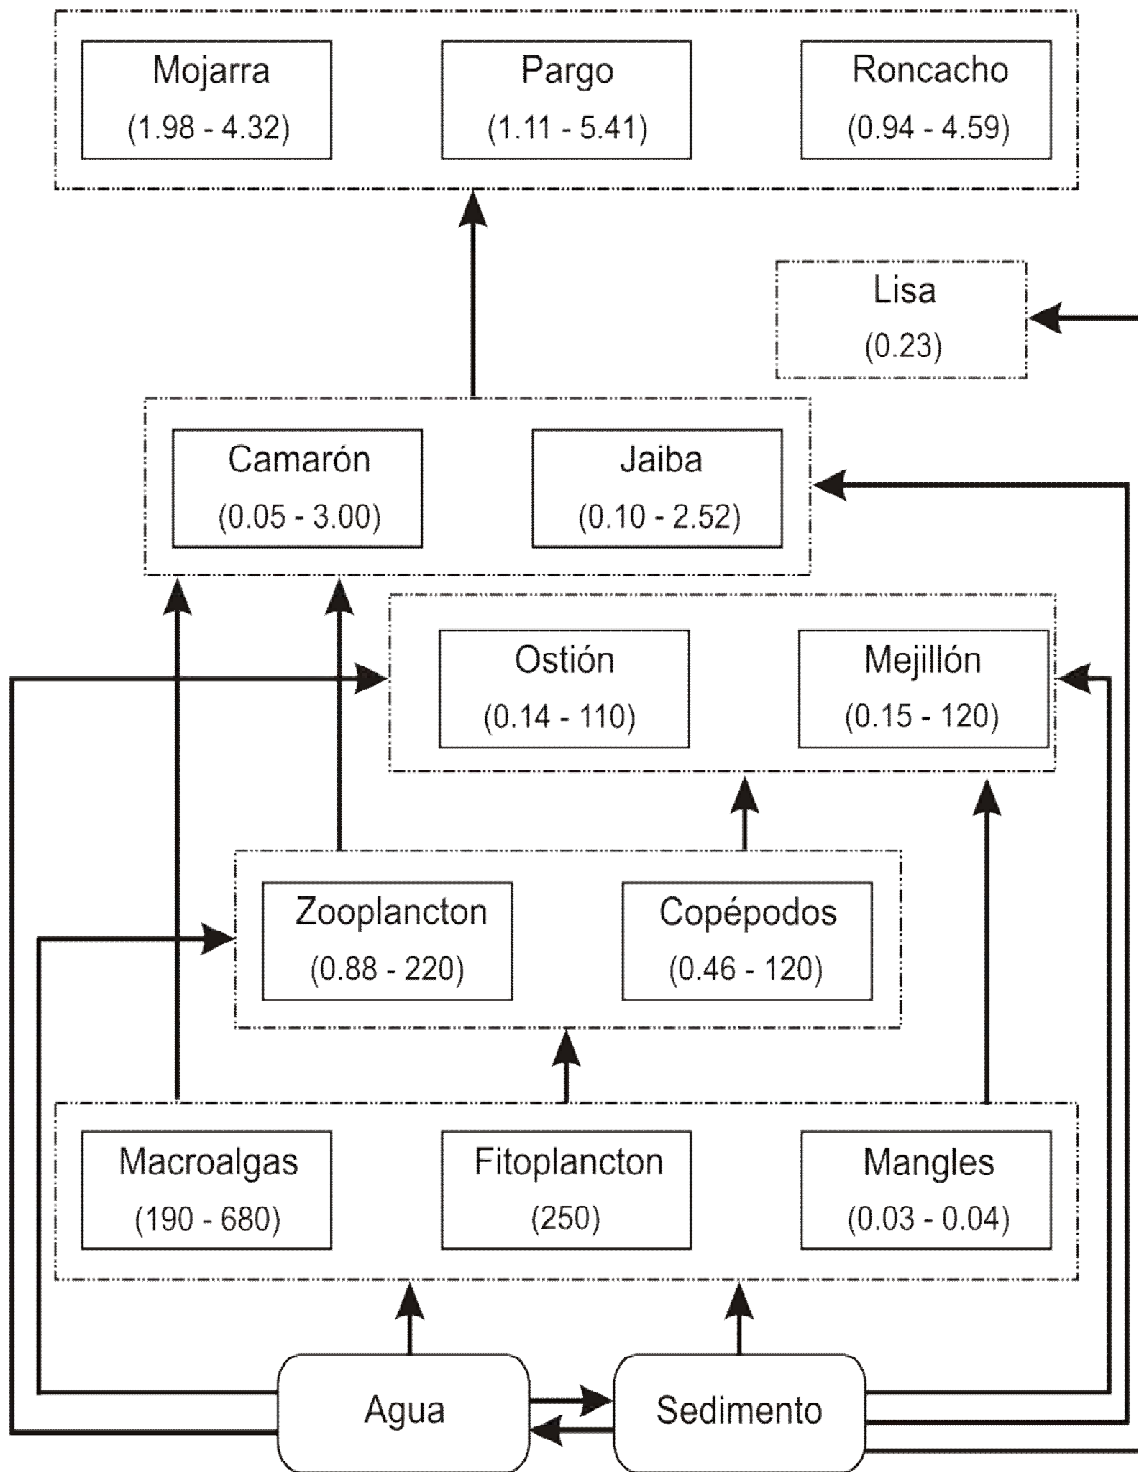 Mojarra
(1.98 - 4.32)
Pargo
(1.11 - 5.41)
Roncacho
(0.94 - 4.59)
Lisa
(0.23)
Camarón
(0.05 - 3.00)
Jaiba
(0.10 - 2.52)
Ostión
(0.14 - 110)
Mejillón
(0.15 - 120)
Zooplancton
(0.88 - 220)
Copépodos
(0.46 - 120)
Macroalgas
(190 - 680)
Fitoplancton
(250)
Mangles
(0.03 - 0.04)
Agua
Sedimento